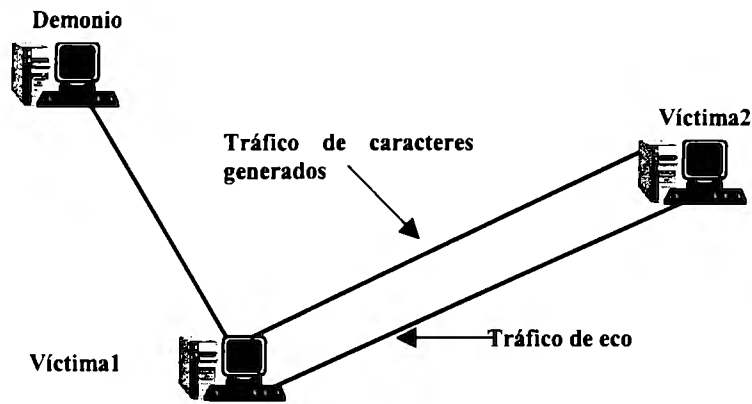 Demonio
Víctima2
Tráfico de caracteres
generados
Tráfico de eco
Víctima1